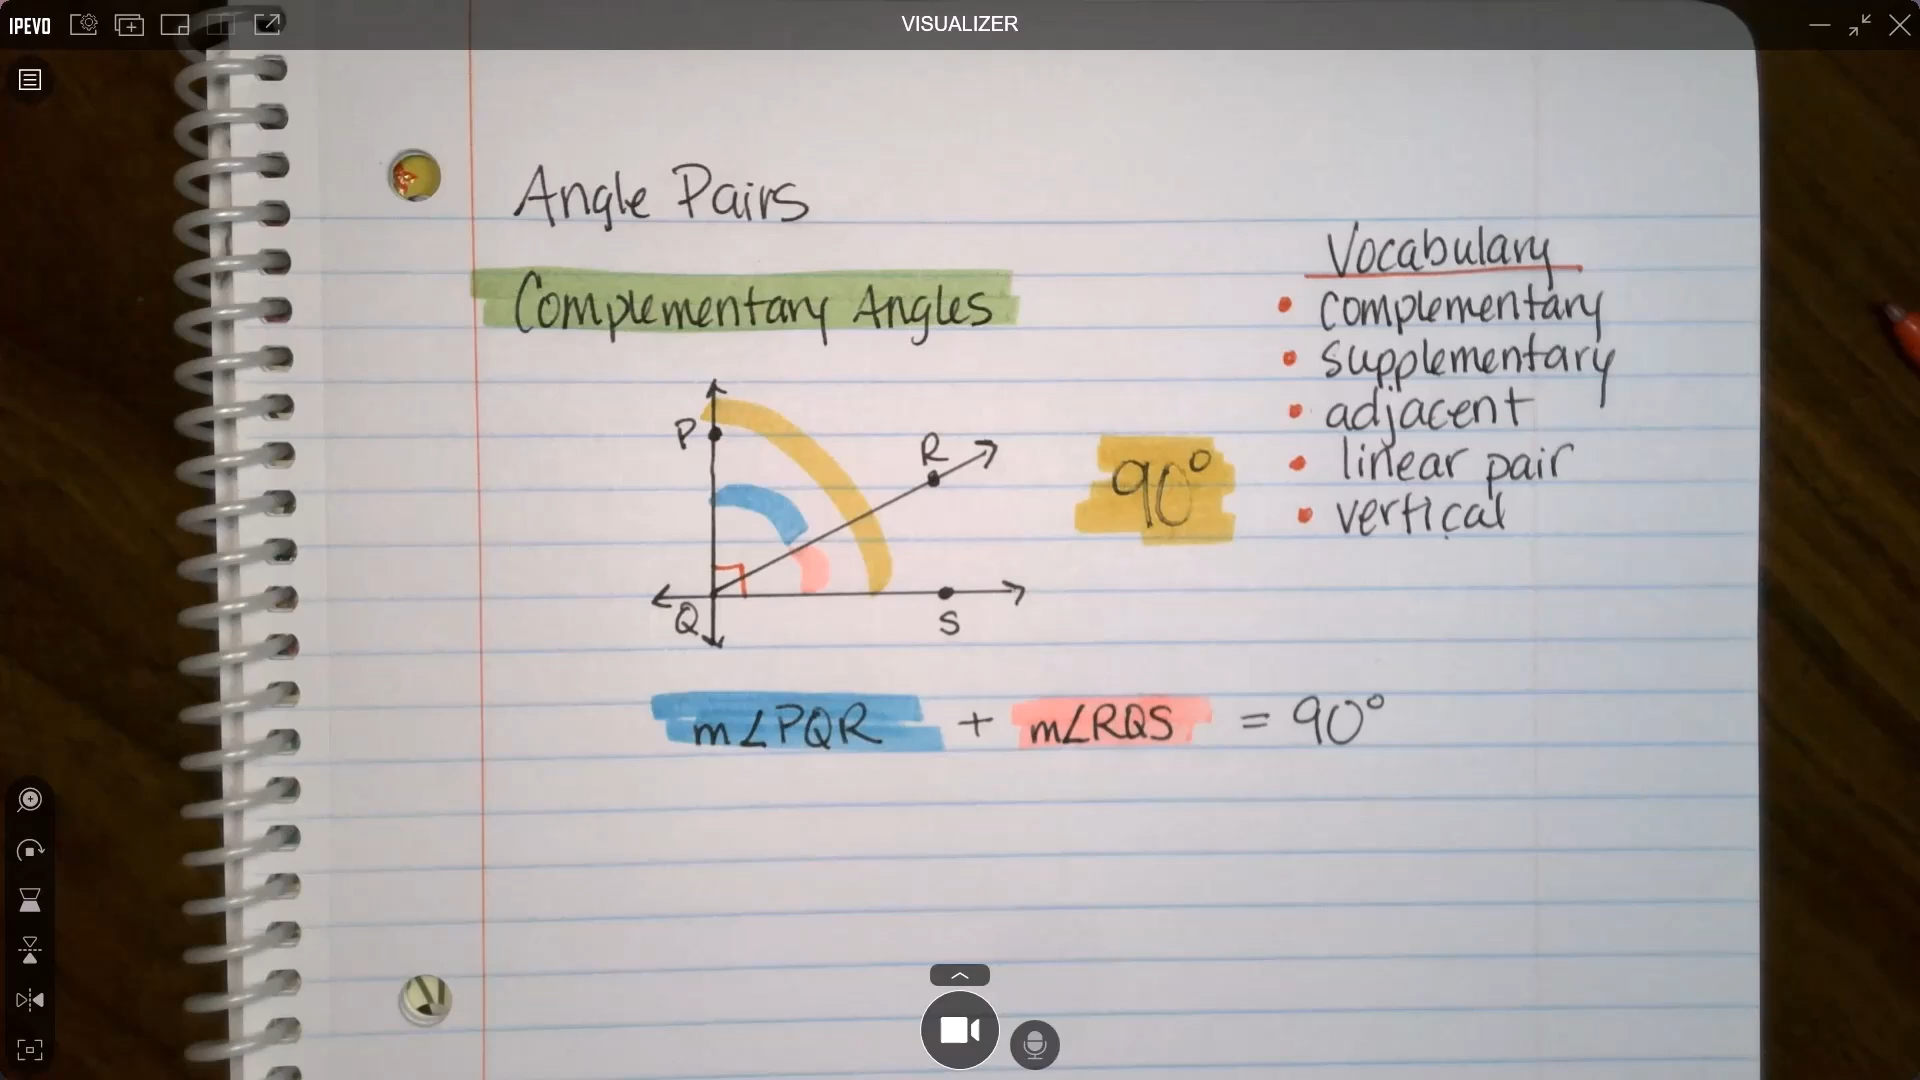 IPEVO
VISUALIZER
Angle Pairs
Complementary Angles
Vocabulary
• complementary
• supplementary
• adjacent
• linear pair
• vertical
P
R
90°
Q
S
m∠PQR + m∠RQS = 90°